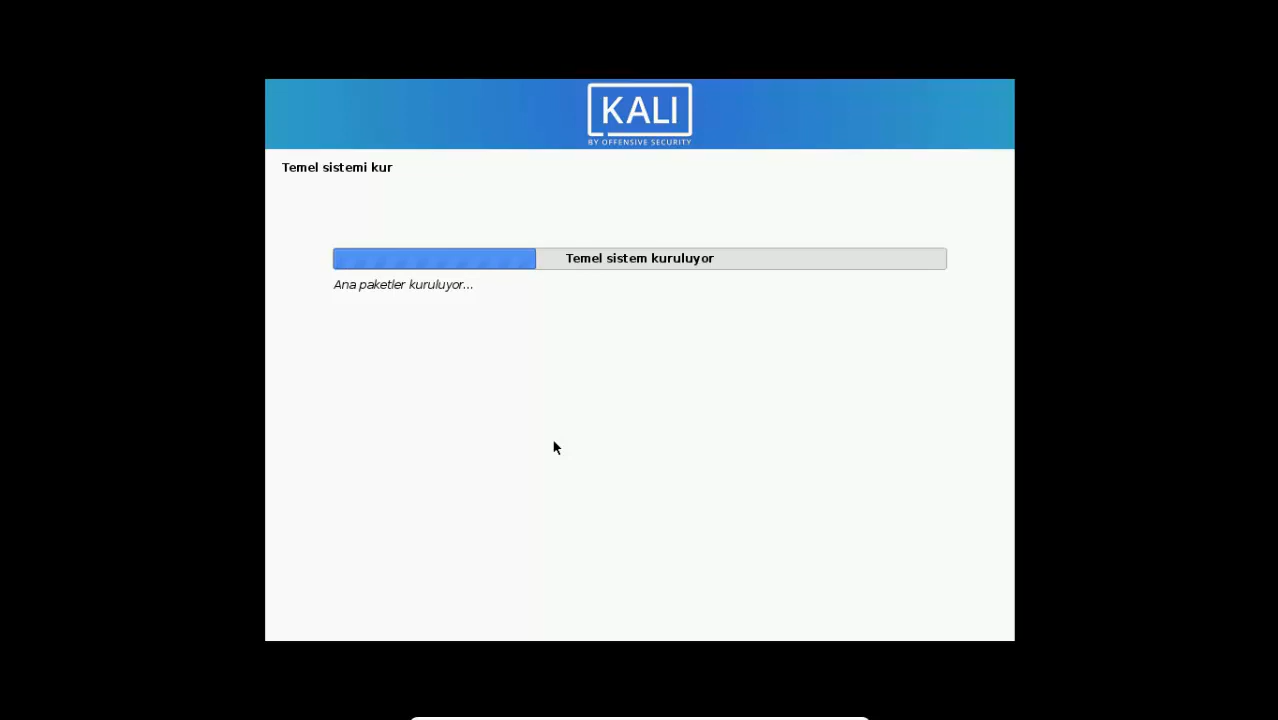 KALI
BY OFFENSIVE SECURITY
Temel sistemi kur
Temel sistem kuruluyor
Ana paketler kuruluyor...